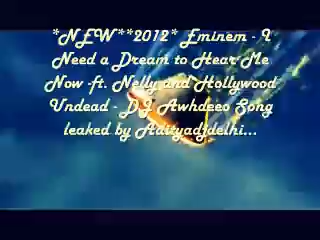 *NEW**2012* Eminem - I
Need a Dream to Hear Me
Now -ft. Nelly and Hollywood
Undead - DJ Awhdeeo Song
leaked by Adityadjdelhi...